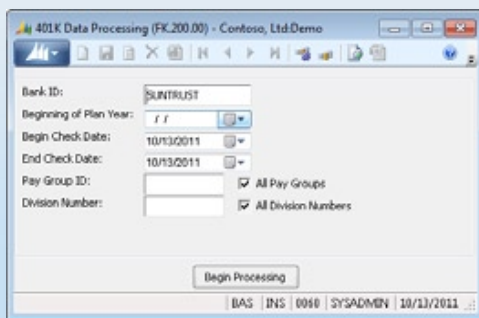 401K Data Processing (FK.200.00) - Contoso, Ltd:Demo
Bank ID: SUNTRUST
Beginning of Plan Year: / /
Begin Check Date: 10/13/2011
End Check Date: 10/13/2011
Pay Group ID: All Pay Groups
Division Number: All Division Numbers
Begin Processing
BAS INS 0060 SYSADMIN 10/13/2011